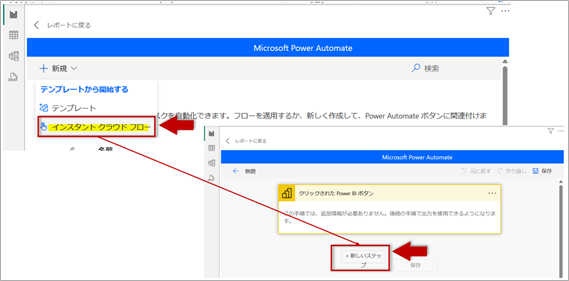 レポートに戻る
Microsoft Power Automate
新規
検索
テンプレートから開始する
テンプレート
スクを自動化できます。フローを適用するか、新しく作成して、Power Automate ボタンに関連付けま
インスタント クラウド フロー
名前
レポートに戻る
Microsoft Power Automate
無題
元に戻す
やり直し
保存
クリックされた Power BI ボタン
この手順では、追加情報が必要ありません。後続の手順で出力を使用できるようになりま
す。
+ 新しいステッ
プ
保存